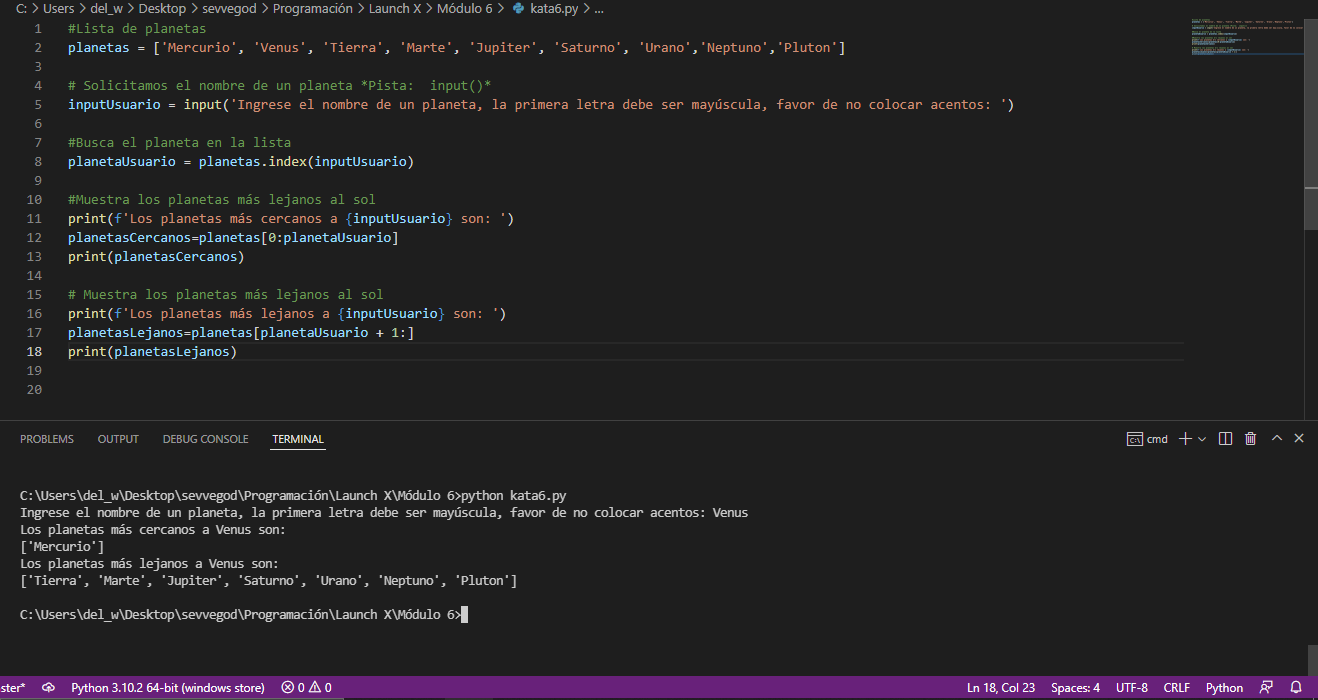 C: > Users > del_w > Desktop > sevvegod > Programación > Launch X > Módulo 6 > kata6.py > ...
1 #Lista de planetas
2 planetas = ['Mercurio', 'Venus', 'Tierra', 'Marte', 'Jupiter', 'Saturno', 'Urano','Neptuno','Pluton']
3
4 # Solicitamos el nombre de un planeta *Pista:  input()*
5 inputUsuario = input('Ingrese el nombre de un planeta, la primera letra debe ser mayúscula, favor de no colocar acentos: ')
6
7 #Busca el planeta en la lista
8 planetaUsuario = planetas.index(inputUsuario)
9
10 #Muestra los planetas más lejanos al sol
11 print(f'Los planetas más cercanos a {inputUsuario} son: ')
12 planetasCercanos=planetas[0:planetaUsuario]
13 print(planetasCercanos)
14
15 # Muestra los planetas más lejanos al sol
16 print(f'Los planetas más lejanos a {inputUsuario} son: ')
17 planetasLejanos=planetas[planetaUsuario + 1:]
18 print(planetasLejanos)
19
20
PROBLEMS OUTPUT DEBUG CONSOLE TERMINAL cmd
C:\Users\del_w\Desktop\sevvegod\Programación\Launch X\Módulo 6>python kata6.py
Ingrese el nombre de un planeta, la primera letra debe ser mayúscula, favor de no colocar acentos: Venus
Los planetas más cercanos a Venus son:
['Mercurio']
Los planetas más lejanos a Venus son:
['Tierra', 'Marte', 'Jupiter', 'Saturno', 'Urano', 'Neptuno', 'Pluton']
C:\Users\del_w\Desktop\sevvegod\Programación\Launch X\Módulo 6>
ster* Python 3.10.2 64-bit (windows store) 0 0 Ln 18, Col 23 Spaces: 4 UTF-8 CRLF Python